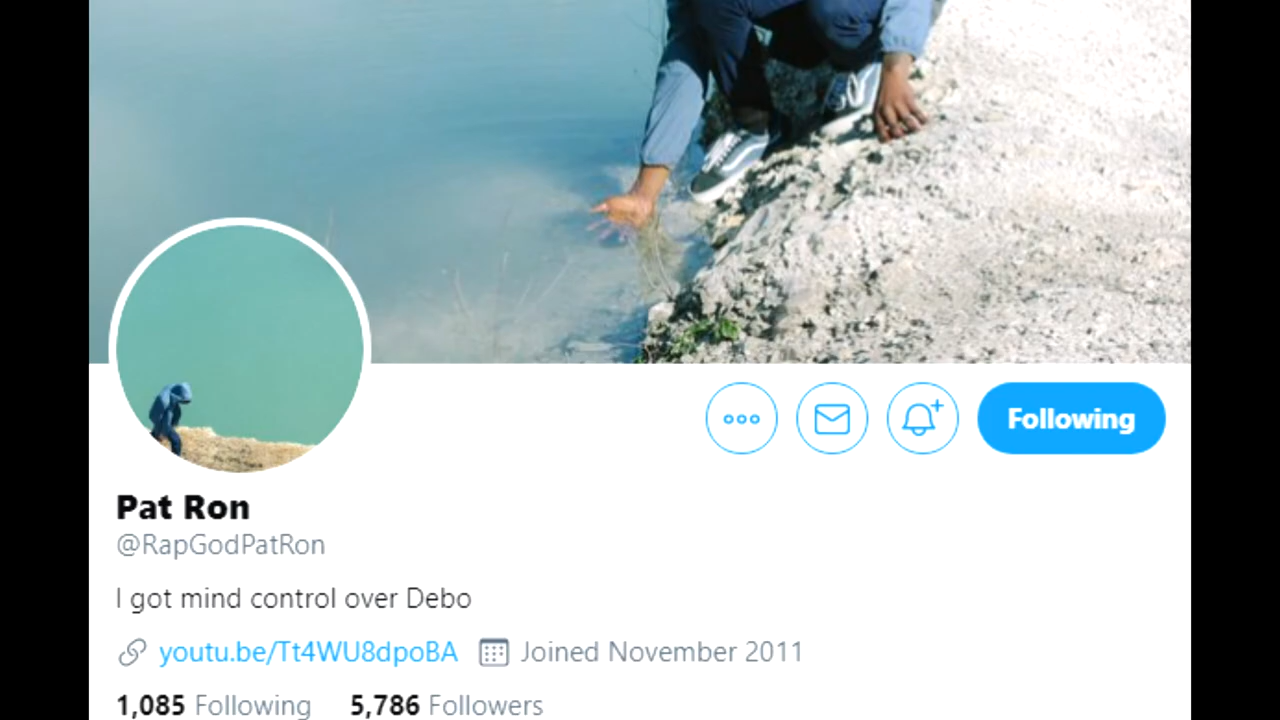 Following
Pat Ron
@RapGodPatRon
I got mind control over Debo
youtu.be/Tt4WU8dpoBA Joined November 2011
1,085 Following 5,786 Followers